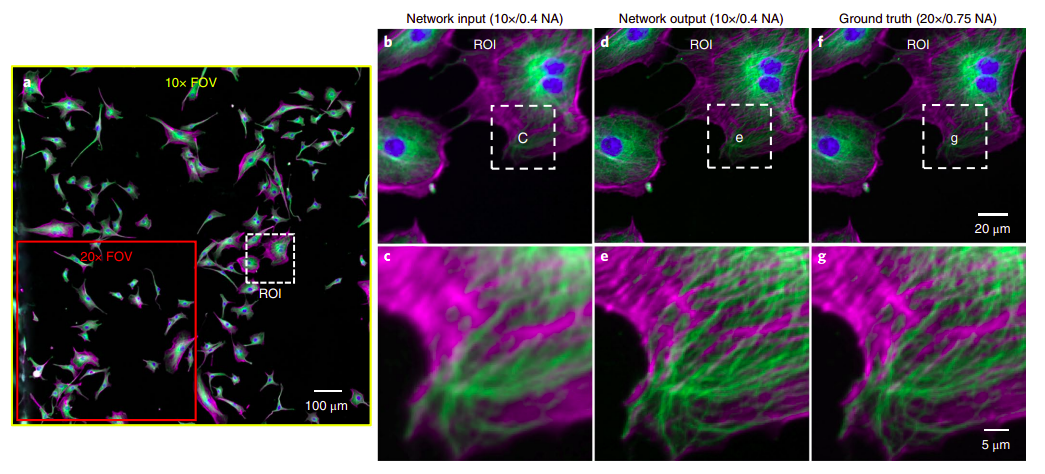 Network input (10×/0.4 NA)
Network output (10×/0.4 NA)
Ground truth (20×/0.75 NA)
a
10× FOV
20× FOV
ROI
100 μm
b
ROI
C
d
ROI
e
f
ROI
g
20 μm
c
e
g
5 μm